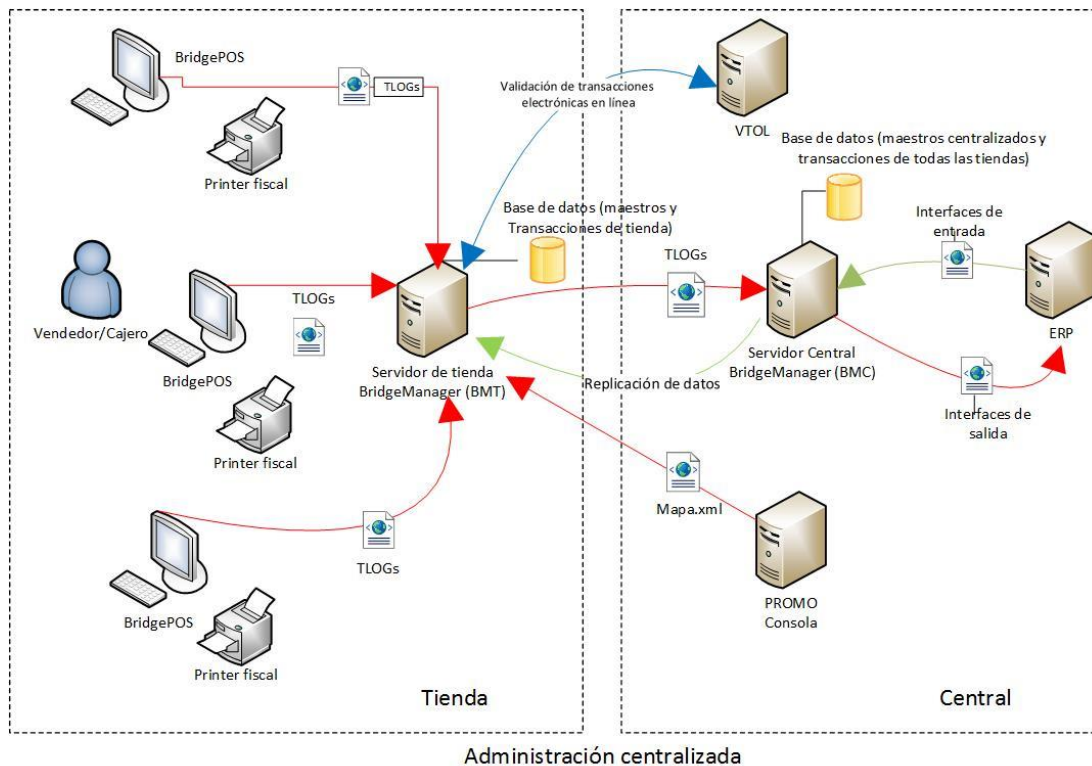 BridgePOS
TLOGs
Printer fiscal
Validación de transacciones
electrónicas en línea
VTOL
Base de datos (maestros centralizados y
transacciones de todas las tiendas)
Base de datos (maestros y
Transacciones de tienda)
Interfaces de
entrada
TLOGs
TLOGs
Vendedor/Cajero
BridgePOS
Servidor de tienda
BridgeManager (BMT)
Replicación de datos
Servidor Central
BridgeManager (BMC)
ERP
Interfaces de
salida
Printer fiscal
Mapa.xml
TLOGs
PROMO
Consola
BridgePOS
Printer fiscal
Tienda
Central
Administración centralizada